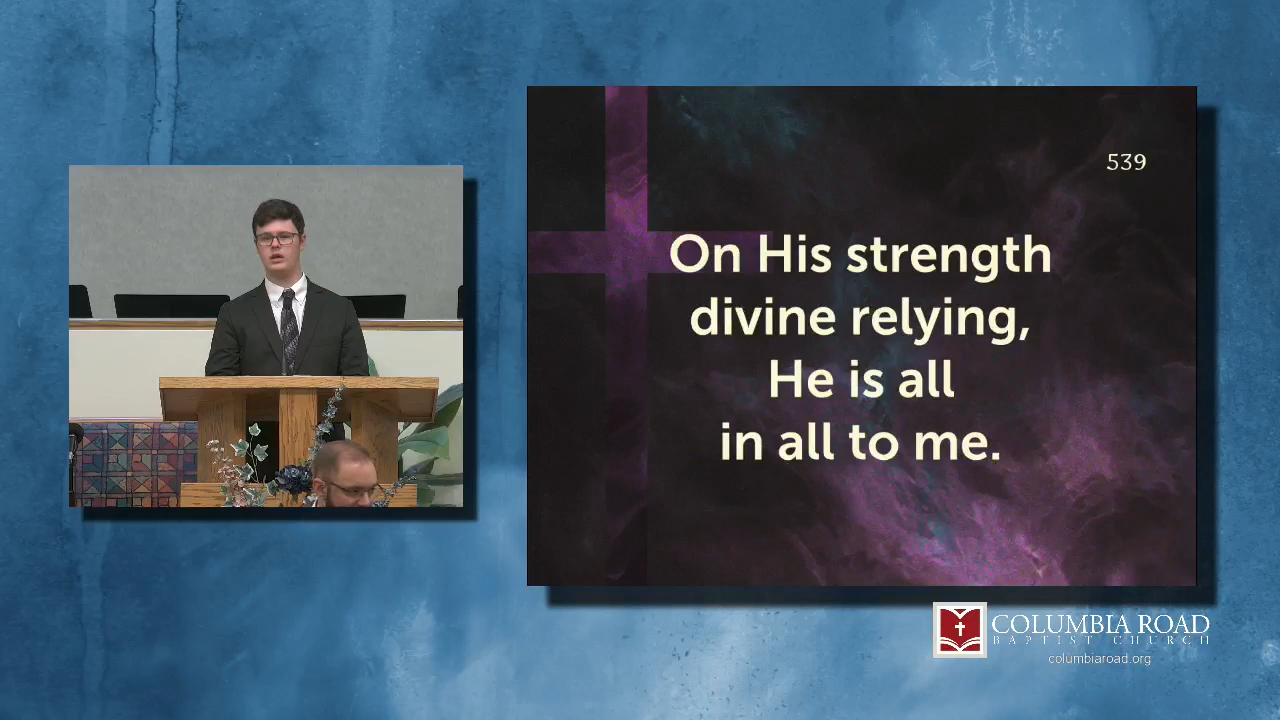 539
On His strength
divine relying,
He is all
in all to me.
COLUMBIA ROAD
BAPTIST CHURCH
columbiaroad.org